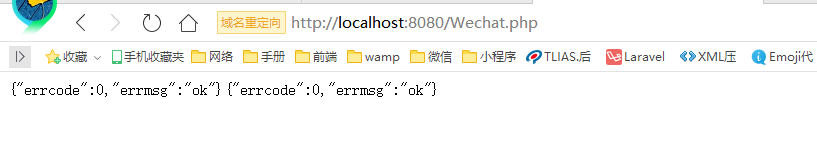 域名重定向 http://localhost:8080/Wechat.php
收藏 手机收藏夹 网络 手册 前端 wamp 微信 小程序 TLIAS.后 Laravel XML压 Emoji代
{"errcode":0,"errmsg":"ok"} {"errcode":0,"errmsg":"ok"}